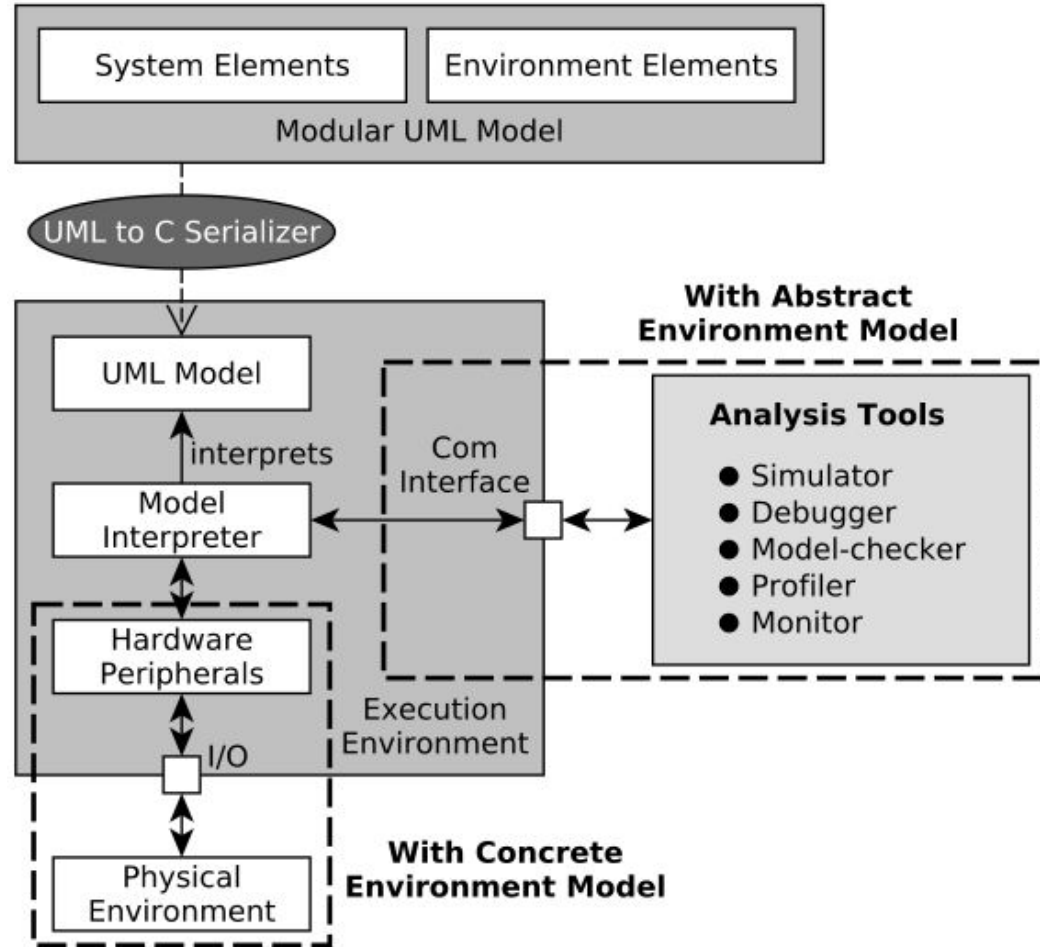 System Elements
Environment Elements
Modular UML Model
UML to C Serializer
With Abstract
Environment Model
UML Model
interprets
Com
Interface
Model
Interpreter
Analysis Tools
● Simulator
● Debugger
● Model-checker
● Profiler
● Monitor
Hardware
Peripherals
Execution
Environment
I/O
With Concrete
Environment Model
Physical
Environment